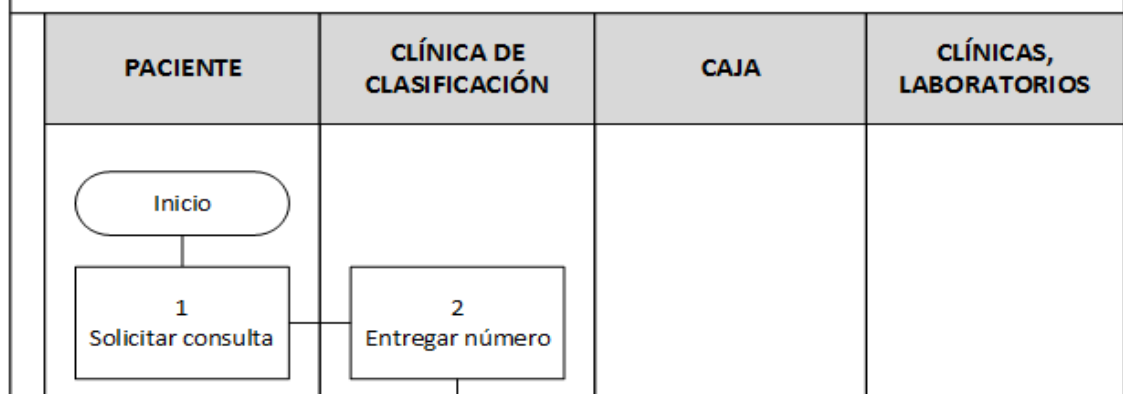 PACIENTE
CLÍNICA DE
CLASIFICACIÓN
CAJA
CLÍNICAS,
LABORATORIOS
Inicio
1
Solicitar consulta
2
Entregar número